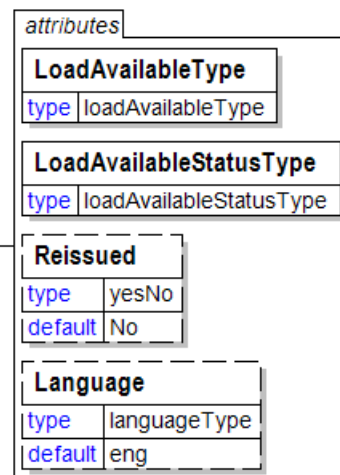 attributes
LoadAvailableType
type loadAvailableType
LoadAvailableStatusType
type loadAvailableStatusType
Reissued
type yesNo
default No
Language
type languageType
default eng